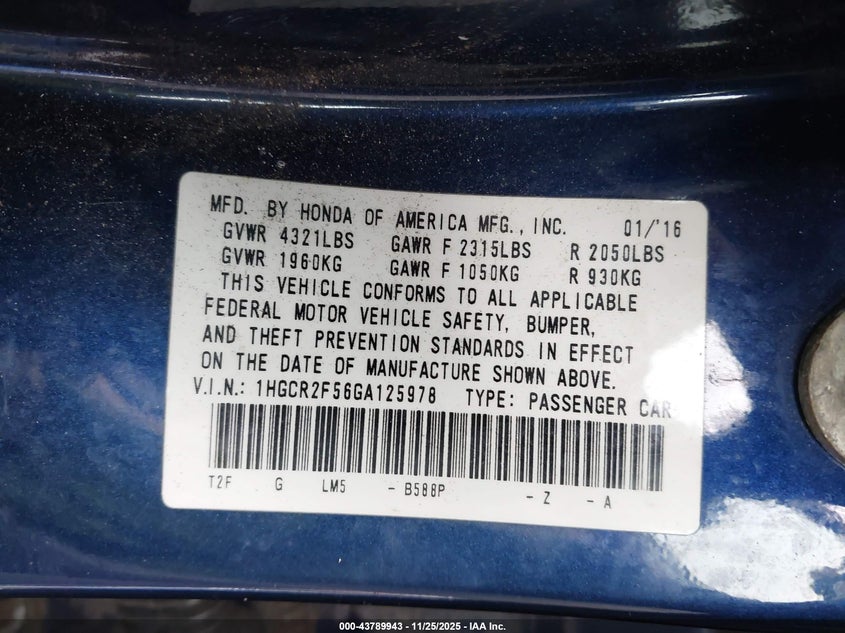 MFD. BY HONDA OF AMERICA MFG., INC. 01/'16
GVWR 4321LBS GAWR F 2315LBS R 2050LBS
GVWR 1960KG GAWR F 1050KG R 930KG
THIS VEHICLE CONFORMS TO ALL APPLICABLE
FEDERAL MOTOR VEHICLE SAFETY, BUMPER,
AND THEFT PREVENTION STANDARDS IN EFFECT
ON THE DATE OF MANUFACTURE SHOWN ABOVE.
V.I.N.: 1HGCR2F56GA125978 TYPE: PASSENGER CAR
T2F G LM5 - B588P - Z - A
000-43789943 - 11/25/2025 - IAA Inc.